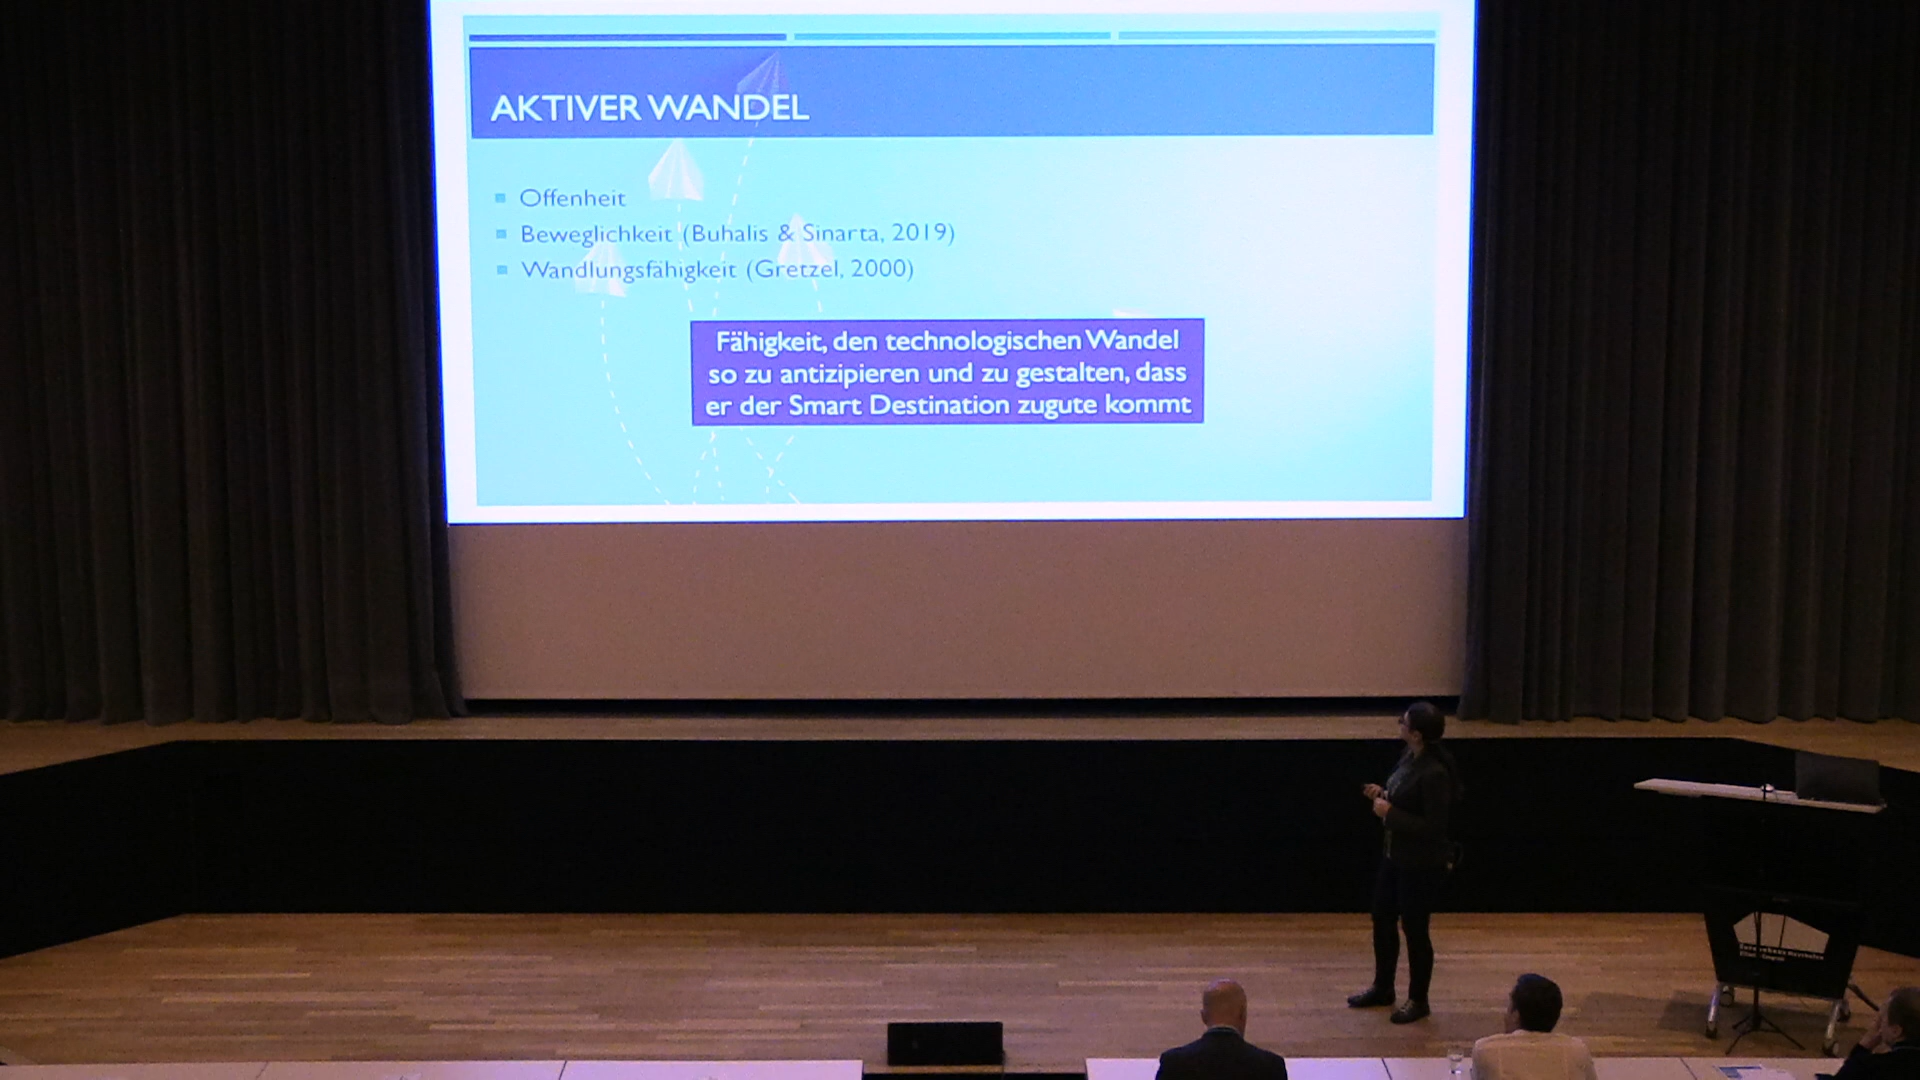 AKTIVER WANDEL
Offenheit
Beweglichkeit (Buhalis & Sinarta, 2019)
Wandlungsfähigkeit (Gretzel, 2000)
Fähigkeit, den technologischen Wandel
so zu antizipieren und zu gestalten, dass
er der Smart Destination zugute kommt